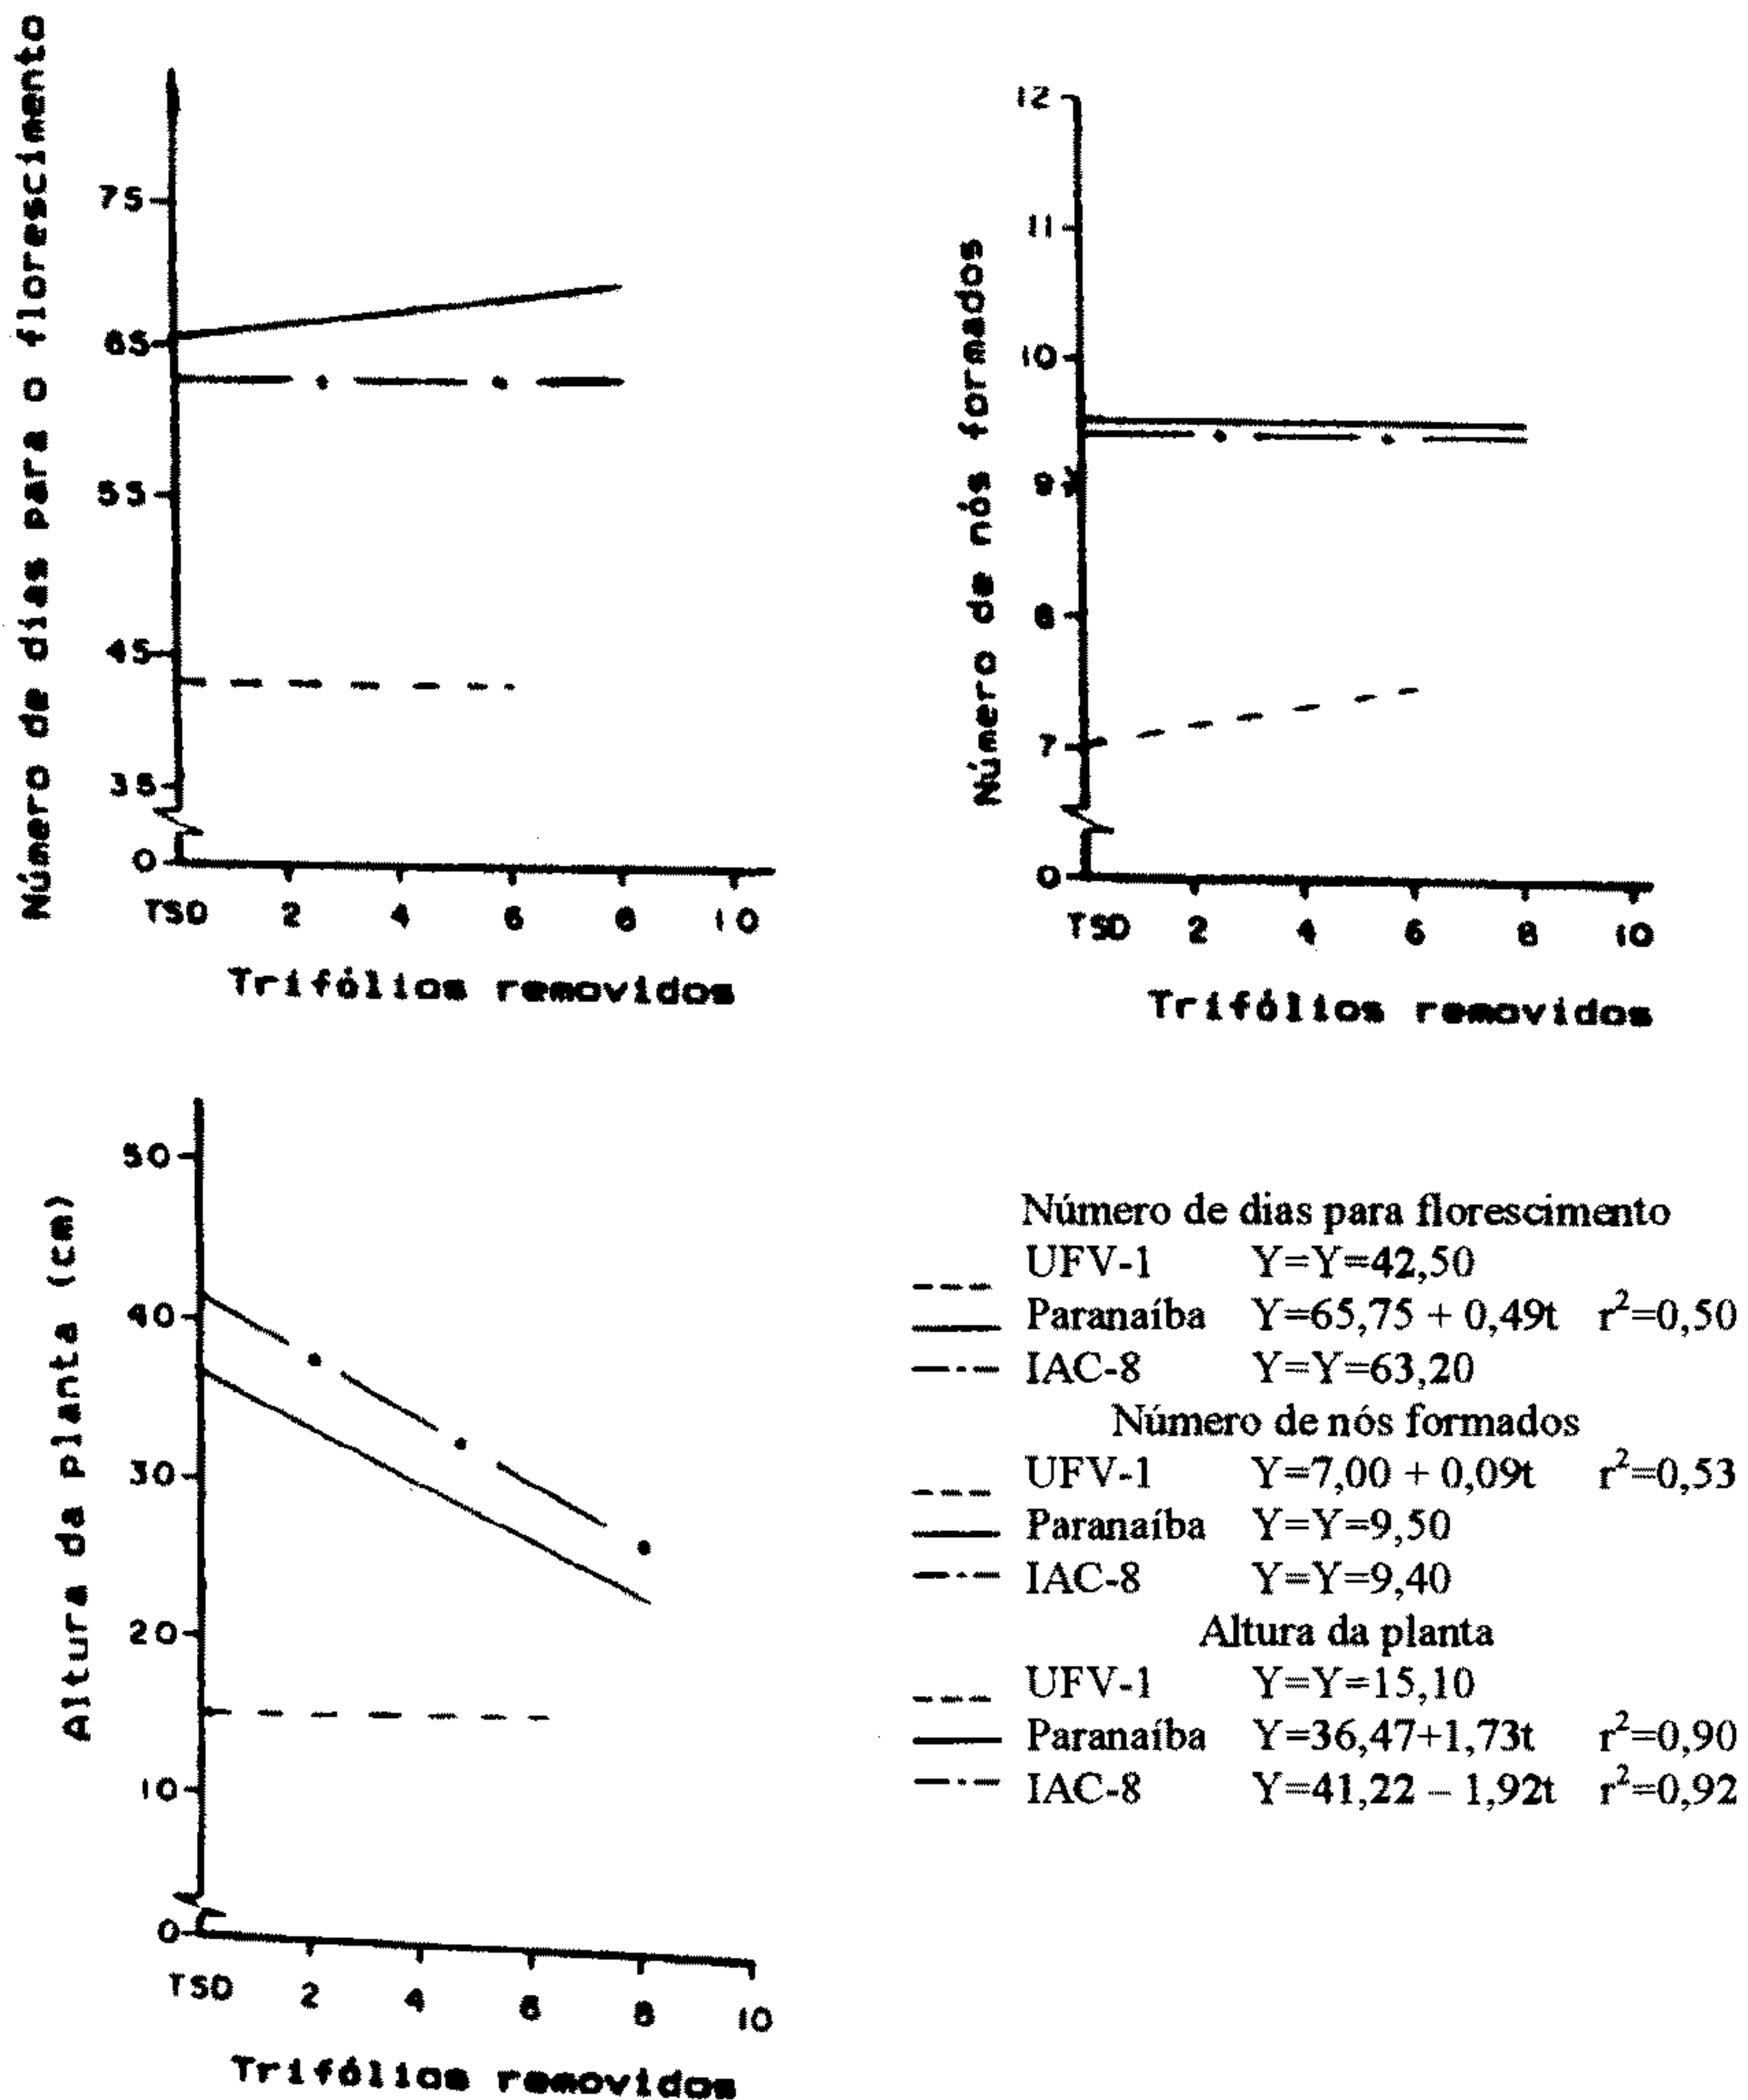 Número de dias para o florescimento
75
65
55
45
35
0
TSD 2 4 6 8 10
Trifólios removidos
Número de nós formados
12
11
10
9
8
7
0
TSD 2 4 6 8 10
Trifólios removidos
Altura da planta (cm)
50
40
30
20
10
0
TSD 2 4 6 8 10
Trifólios removidos
Número de dias para florescimento
UFV-1 Y=Y=42,50
Paranaíba Y=65,75 + 0,49t r²=0,50
IAC-8 Y=Y=63,20
Número de nós formados
UFV-1 Y=7,00 + 0,09t r²=0,53
Paranaíba Y=Y=9,50
IAC-8 Y=Y=9,40
Altura da planta
UFV-1 Y=Y=15,10
Paranaíba Y=36,47+1,73t r²=0,90
IAC-8 Y=41,22 – 1,92t r²=0,92